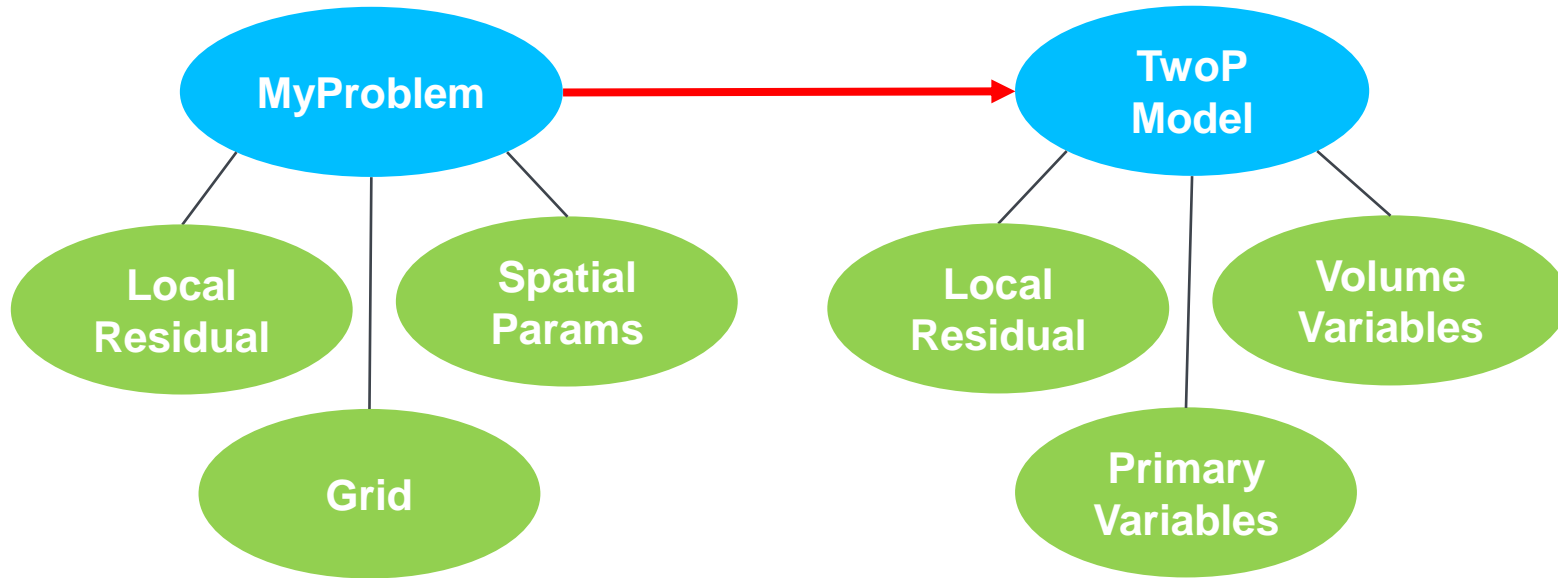 MyProblem
TwoP
Model
Local
Residual
Spatial
Params
Grid
Local
Residual
Volume
Variables
Primary
Variables